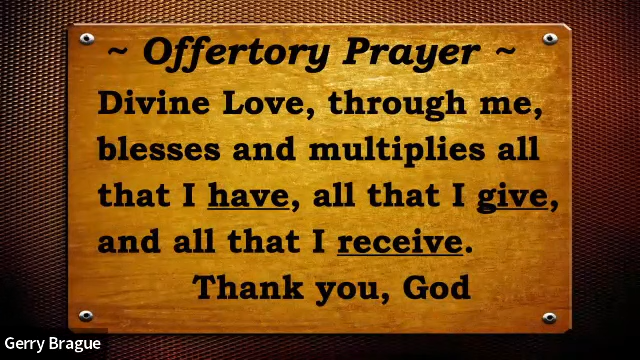 ~ Offertory Prayer ~
Divine Love, through me,
blesses and multiplies all
that I have, all that I give,
and all that I receive.
Thank you, God
Gerry Brague